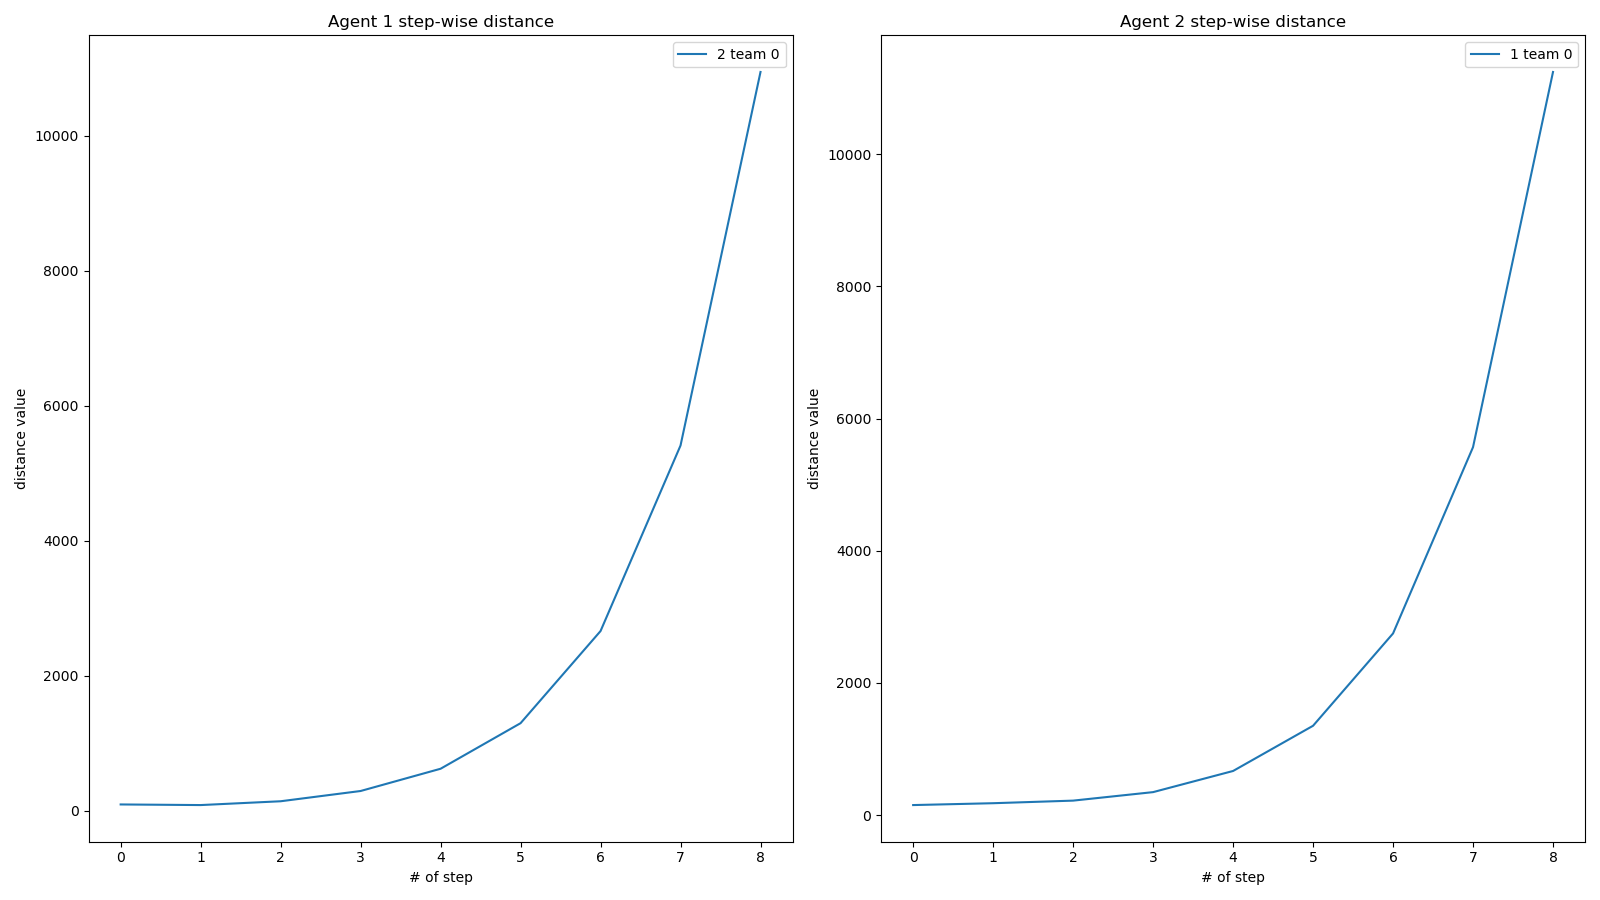 Agent 1 step-wise distance
2 team 0
distance value
10000
8000
6000
4000
2000
0
0 1 2 3 4 5 6 7 8
# of step
Agent 2 step-wise distance
1 team 0
distance value
10000
8000
6000
4000
2000
0
0 1 2 3 4 5 6 7 8
# of step